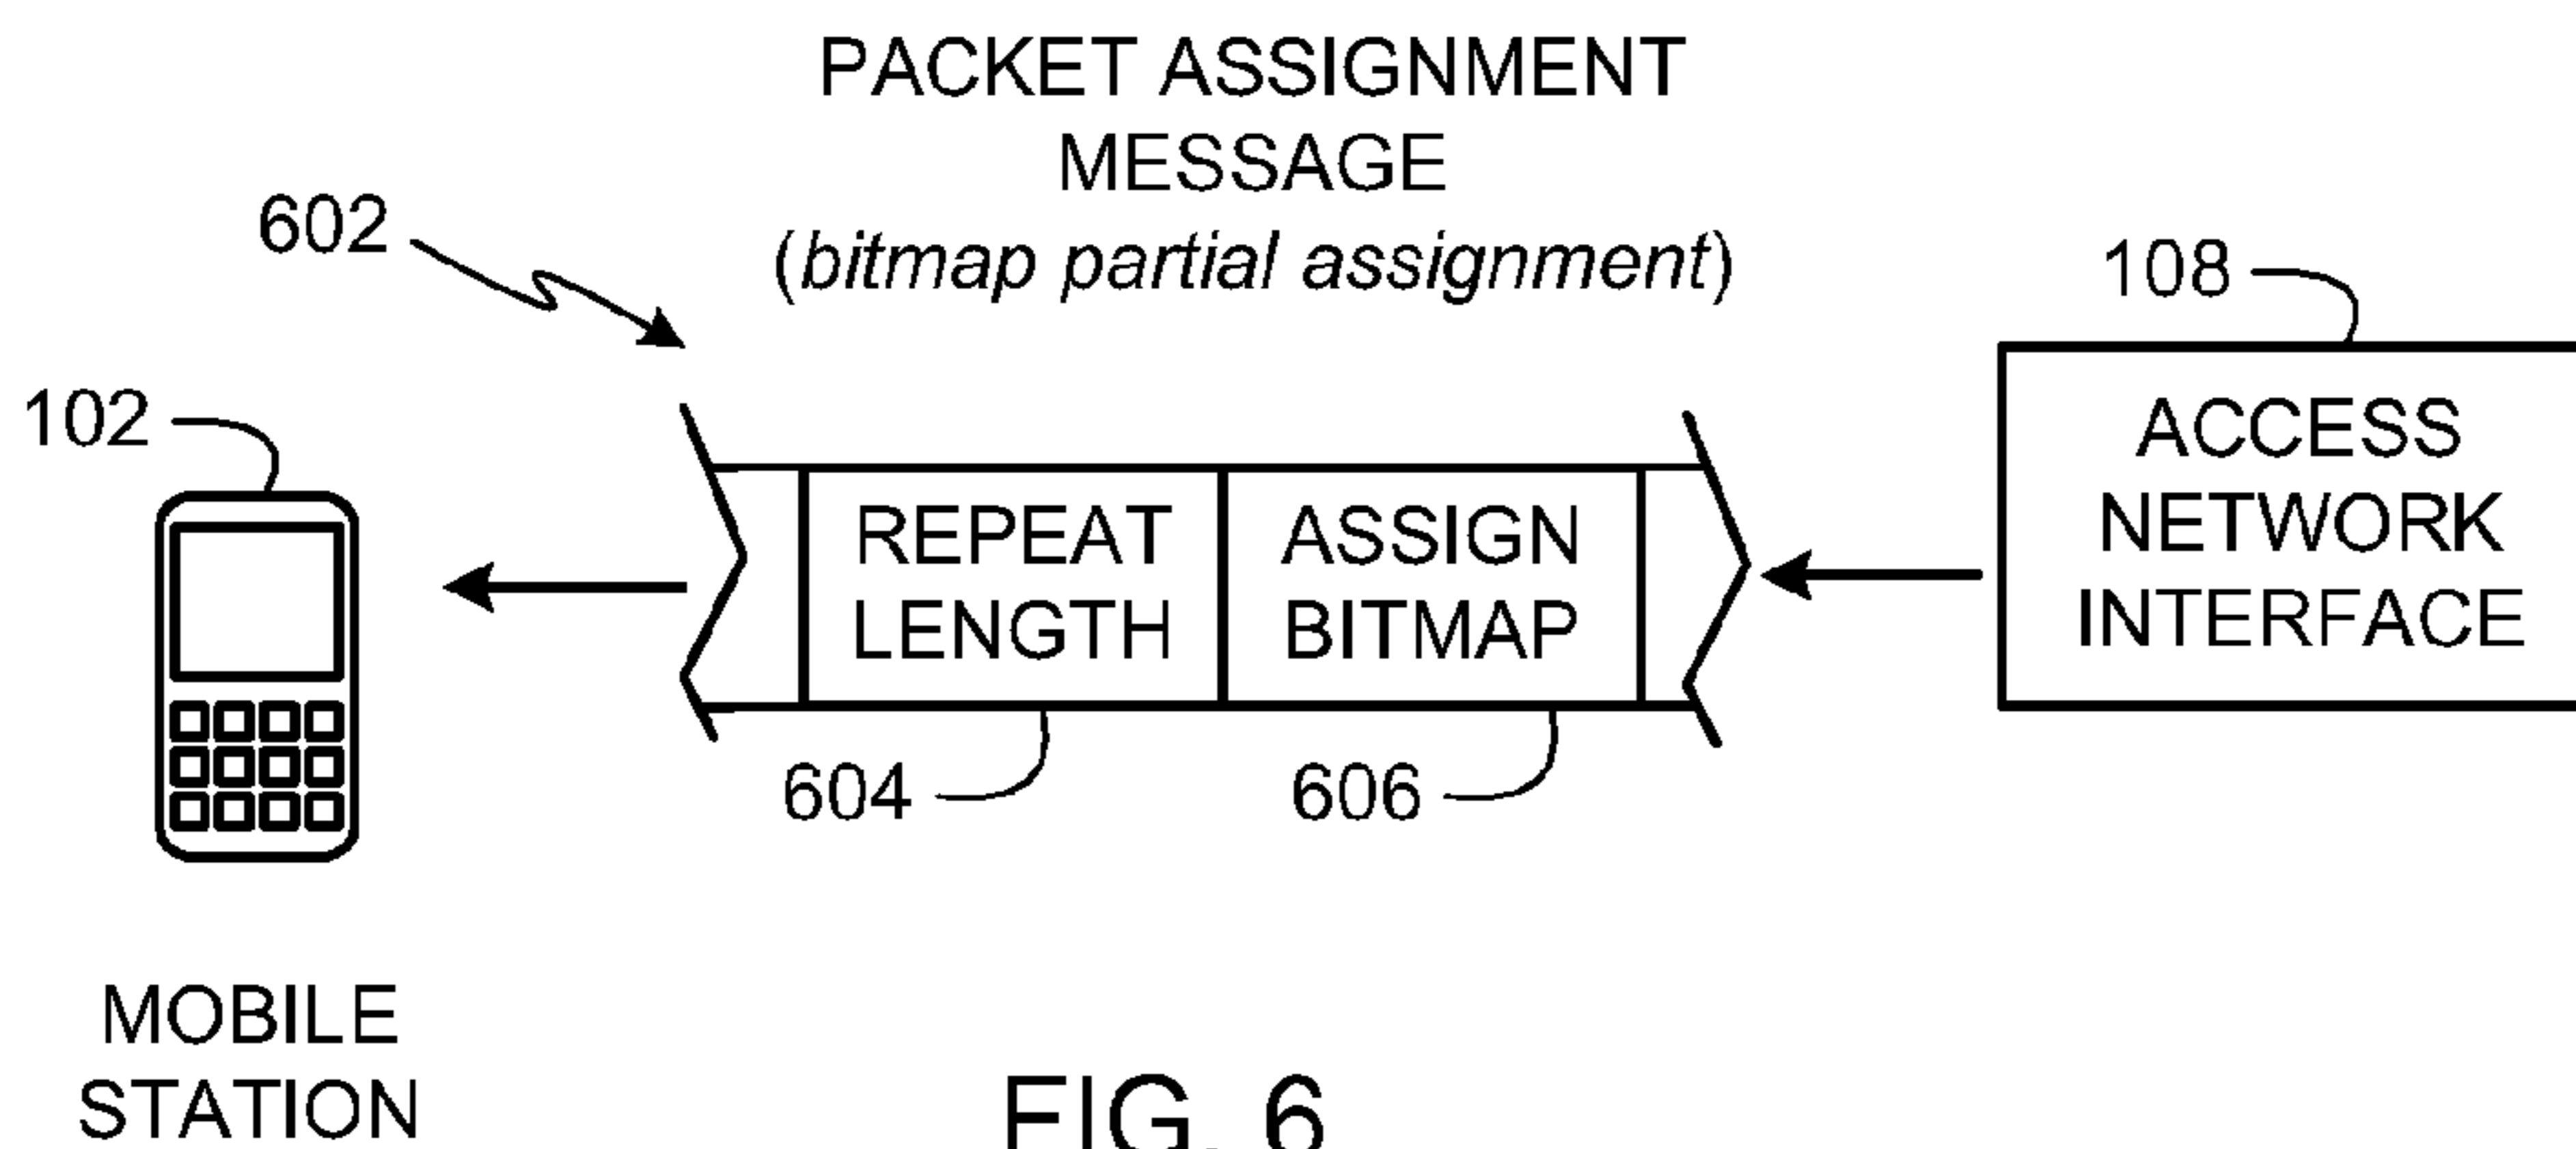 PACKET ASSIGNMENT
MESSAGE
(bitmap partial assignment)
602
108
102
REPEAT
LENGTH
ASSIGN
BITMAP
ACCESS
NETWORK
INTERFACE
604
606
MOBILE
STATION
FIG. 6